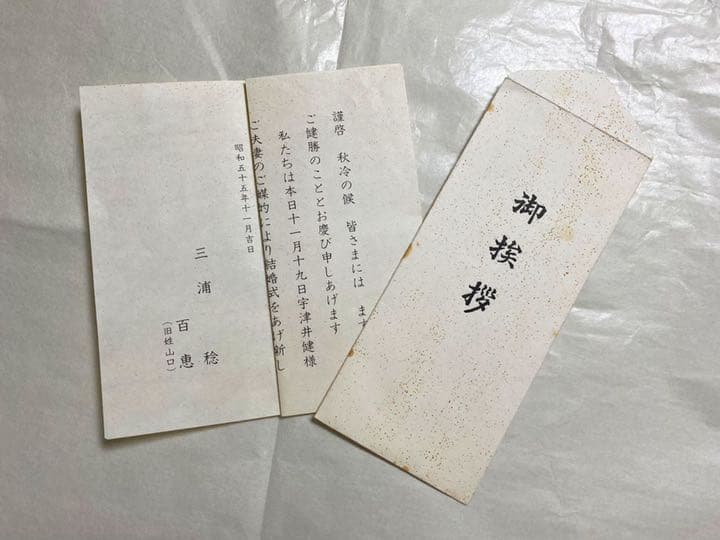 謹啓 秋冷の候 皆さまには ます
ご健勝のこととお慶び申しあげます
私たちは本日十一月十九日宇津井健様
ご夫妻のご媒酌により結婚式をあげ新し
昭和五十五年十一月吉日
三浦 稔
百恵
(旧姓山口)
御挨拶